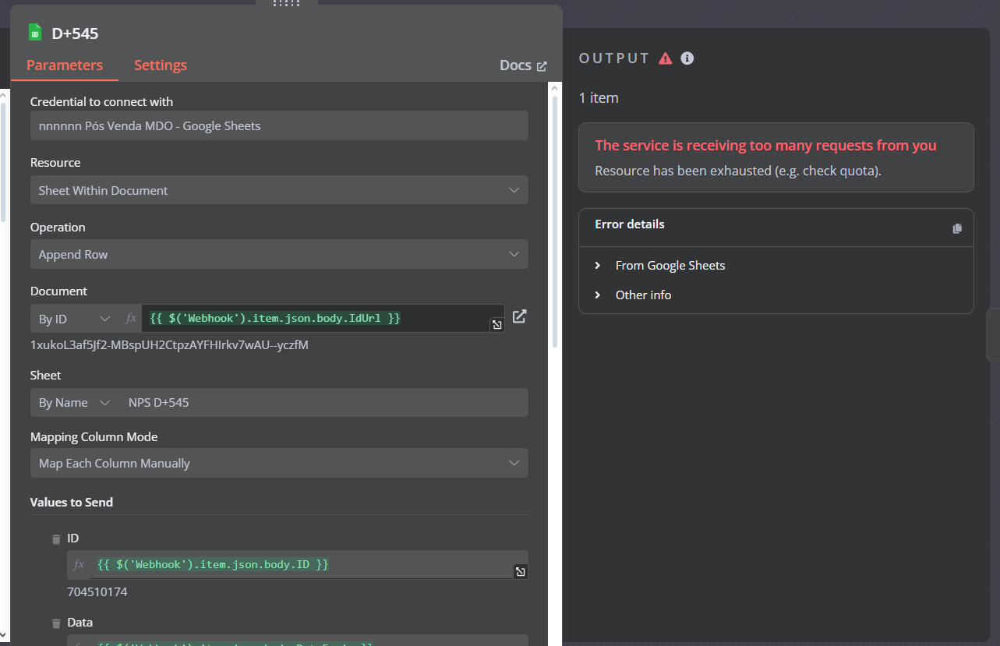 D+545
Parameters
Settings
Docs
Credential to connect with
nnnnnn Pós Venda MDO - Google Sheets
Resource
Sheet Within Document
Operation
Append Row
Document
By ID
fx
{{ $('Webhook').item.json.body.IdUrl }}
1xukoL3af5Jf2-MBspUH2CtpzAYFHIrkv7wAU--yczfM
Sheet
By Name
NPS D+545
Mapping Column Mode
Map Each Column Manually
Values to Send
ID
fx
{{ $('Webhook').item.json.body.ID }}
704510174
Data
OUTPUT
1 item
The service is receiving too many requests from you
Resource has been exhausted (e.g. check quota).
Error details
From Google Sheets
Other info